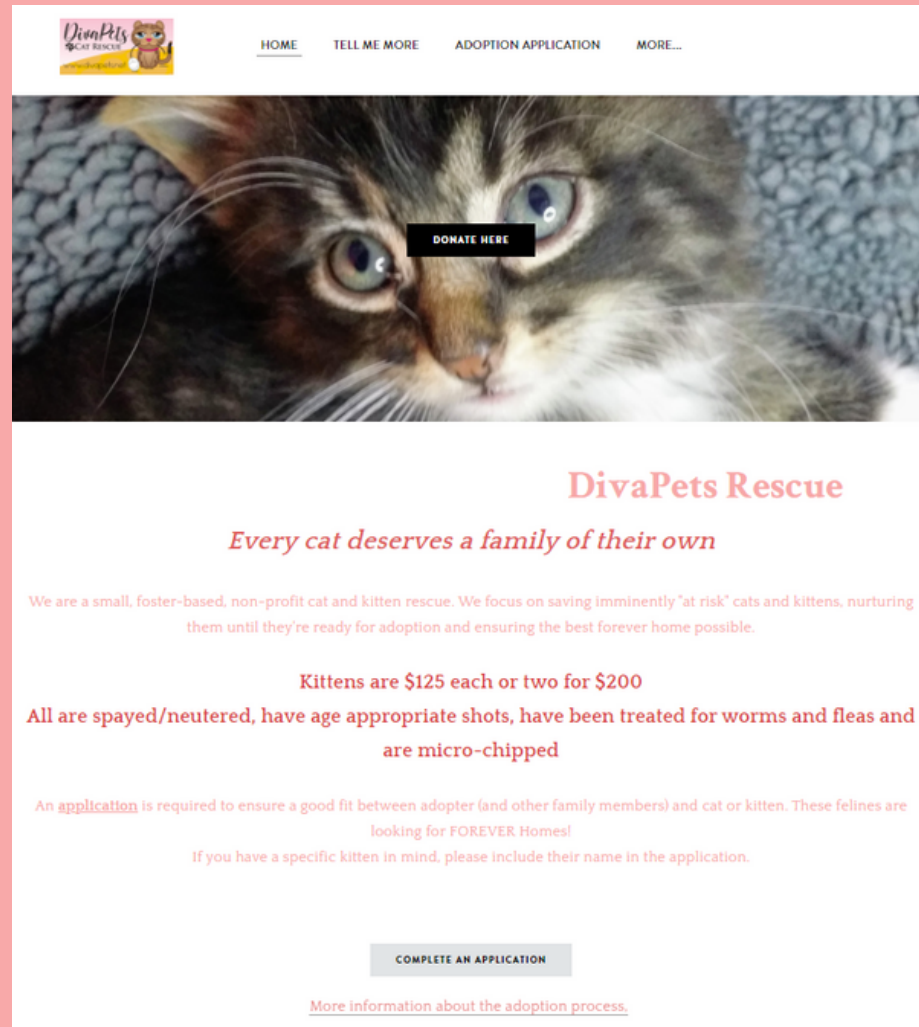 DivaPets
CAT RESCUE
www.divapets.net
HOME
TELL ME MORE
ADOPTION APPLICATION
MORE...
DONATE HERE
DivaPets Rescue
Every cat deserves a family of their own
We are a small, foster-based, non-profit cat and kitten rescue. We focus on saving imminently "at risk" cats and kittens, nurturing
them until they're ready for adoption and ensuring the best forever home possible.
Kittens are $125 each or two for $200
All are spayed/neutered, have age appropriate shots, have been treated for worms and fleas and
are micro-chipped
An application is required to ensure a good fit between adopter (and other family members) and cat or kitten. These felines are
looking for FOREVER Homes!
If you have a specific kitten in mind, please include their name in the application.
COMPLETE AN APPLICATION
More information about the adoption process.